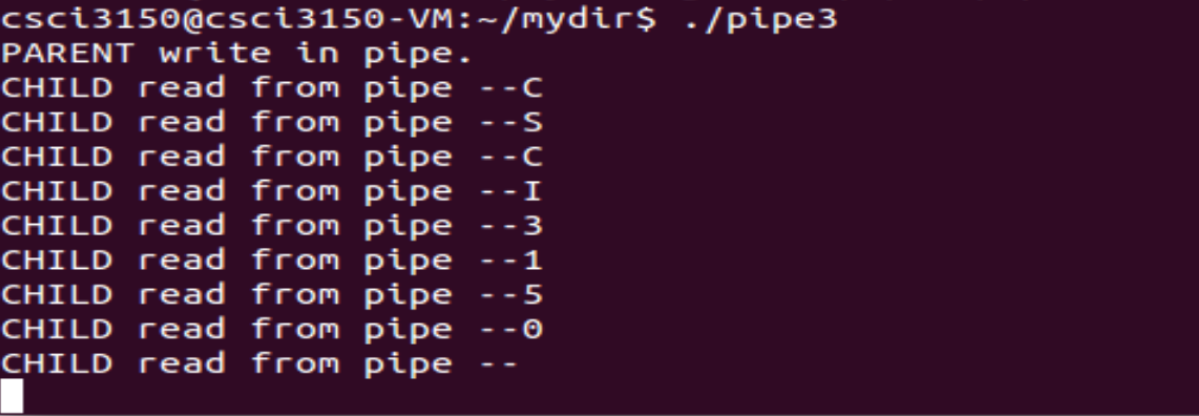 csci3150@csci3150-VM:~/mydir$ ./pipe3
PARENT write in pipe.
CHILD read from pipe --C
CHILD read from pipe --S
CHILD read from pipe --C
CHILD read from pipe --I
CHILD read from pipe --3
CHILD read from pipe --1
CHILD read from pipe --5
CHILD read from pipe --0
CHILD read from pipe --